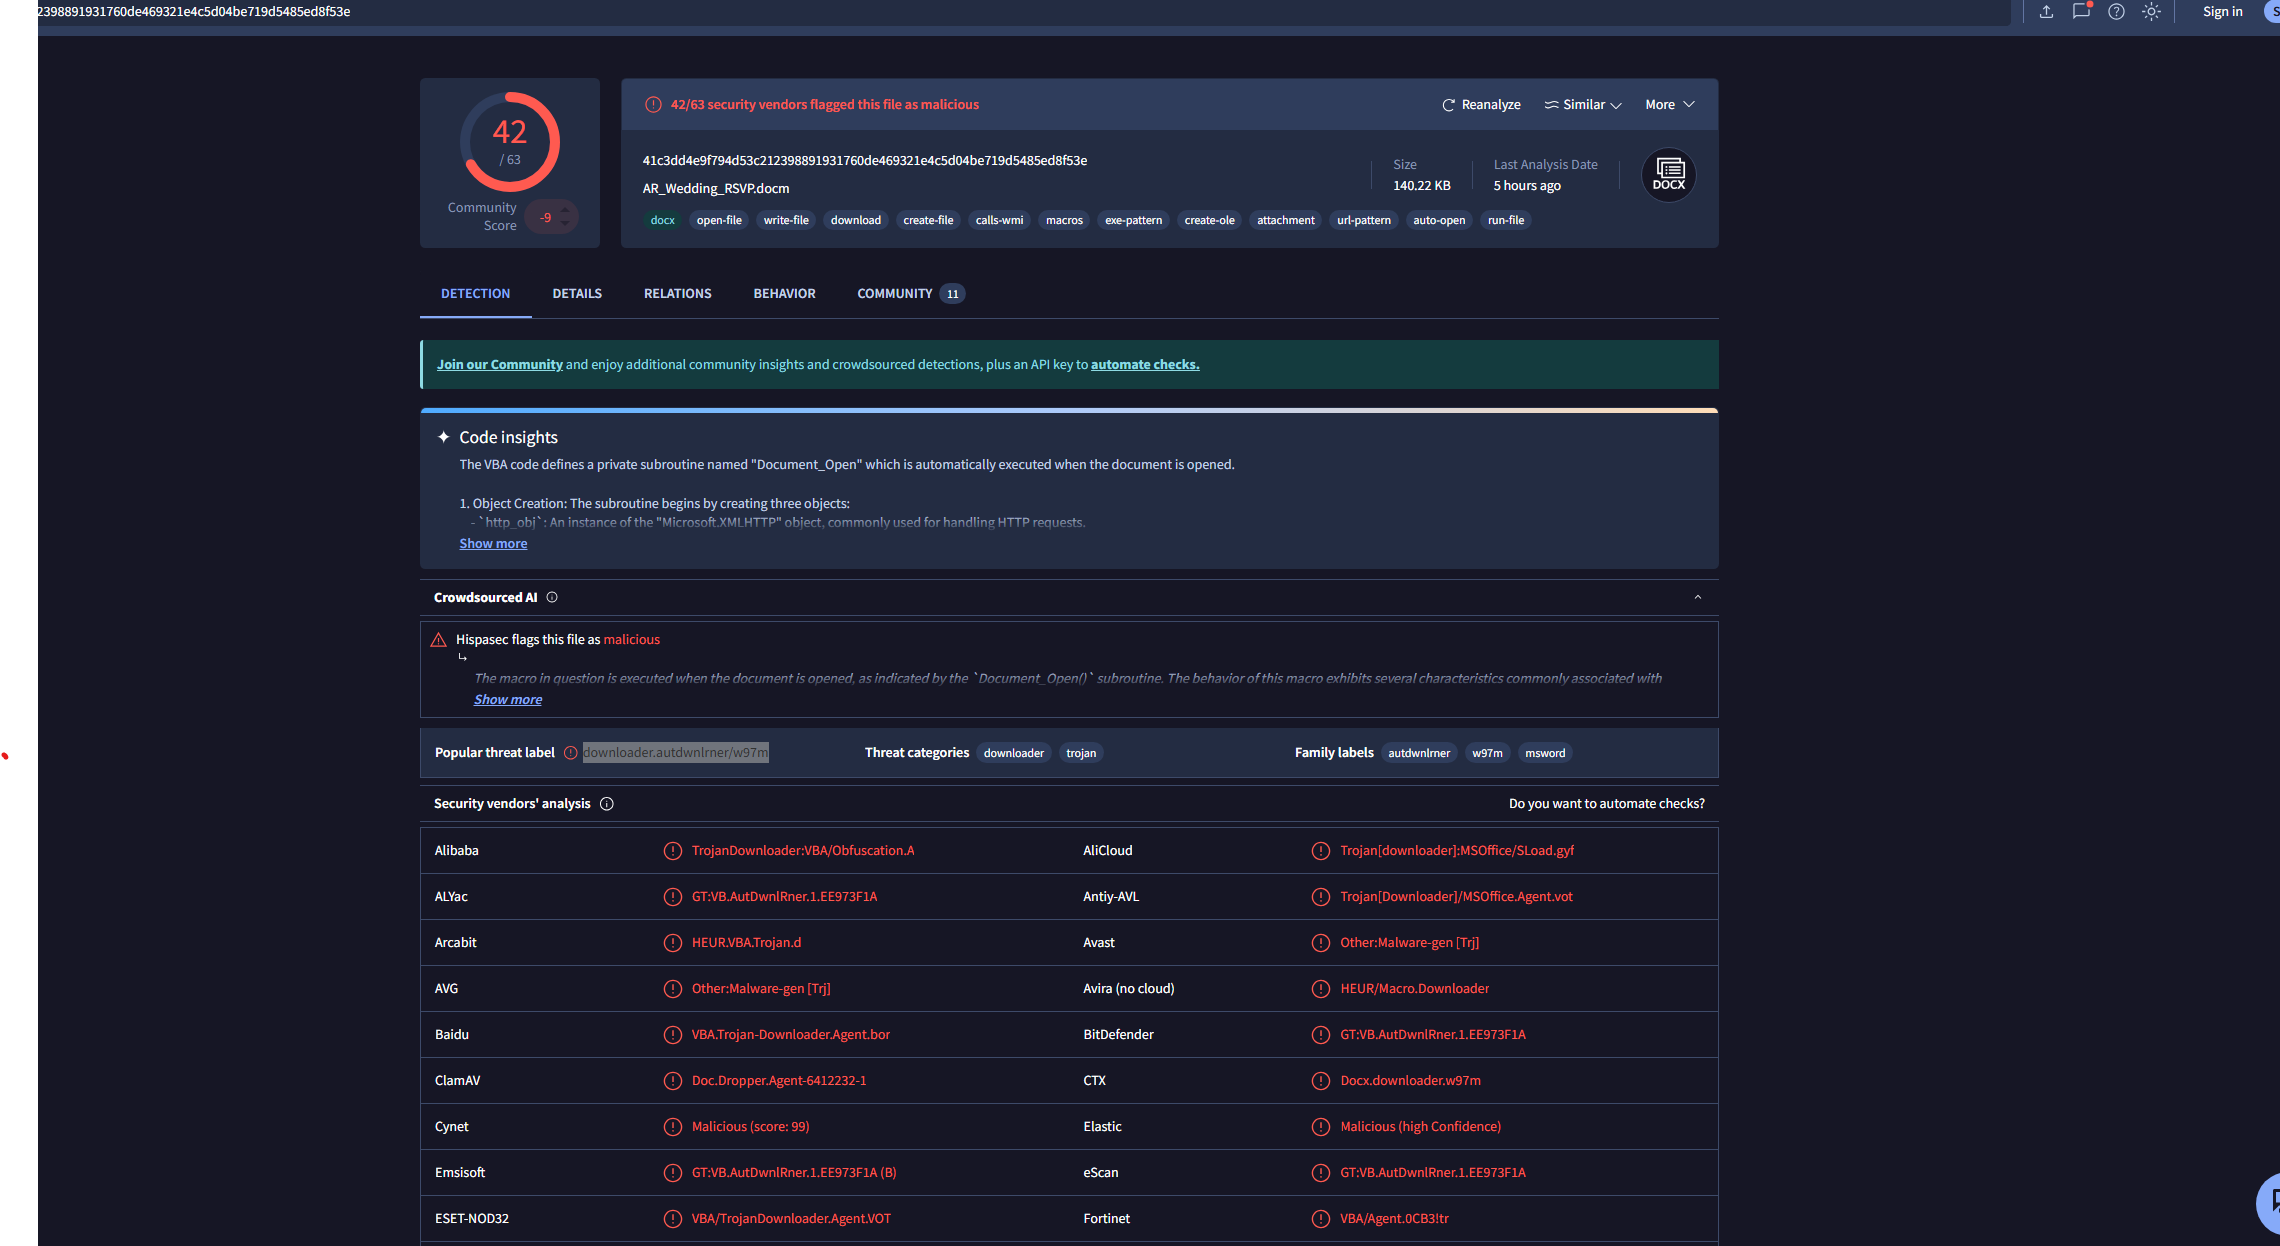 2398891931760de469321e4c5d04be719d5485ed8f53e
Sign in
42
/ 63
Community Score
-9
42/63 security vendors flagged this file as malicious
Reanalyze
Similar
More
41c3dd4e9f794d53c212398891931760de469321e4c5d04be719d5485ed8f53e
AR_Wedding_RSVP.docm
Size
140.22 KB
Last Analysis Date
5 hours ago
DOCX
docx open-file write-file download create-file calls-wmi macros exe-pattern create-ole attachment url-pattern auto-open run-file
DETECTION DETAILS RELATIONS BEHAVIOR COMMUNITY 11
Join our Community and enjoy additional community insights and crowdsourced detections, plus an API key to automate checks.
Code insights
The VBA code defines a private subroutine named "Document_Open" which is automatically executed when the document is opened.
1. Object Creation: The subroutine begins by creating three objects:
- `http_obj`: An instance of the "Microsoft.XMLHTTP" object, commonly used for handling HTTP requests.
Show more
Crowdsourced AI
Hispasec flags this file as malicious
The macro in question is executed when the document is opened, as indicated by the `Document_Open()` subroutine. The behavior of this macro exhibits several characteristics commonly associated with
Show more
Popular threat label downloader.autdwnlrner/w97m Threat categories downloader trojan Family labels autdwnlrner w97m msword
Security vendors' analysis Do you want to automate checks?
Alibaba TrojanDownloader:VBA/Obfuscation.A AliCloud Trojan[downloader]:MSOffice/SLoad.gyf
ALYac GT:VB.AutDwnlRner.1.EE973F1A Antiy-AVL Trojan[Downloader]/MSOffice.Agent.vot
Arcabit HEUR.VBA.Trojan.d Avast Other:Malware-gen [Trj]
AVG Other:Malware-gen [Trj] Avira (no cloud) HEUR/Macro.Downloader
Baidu VBA.Trojan-Downloader.Agent.bor BitDefender GT:VB.AutDwnlRner.1.EE973F1A
ClamAV Doc.Dropper.Agent-6412232-1 CTX Docx.downloader.w97m
Cynet Malicious (score: 99) Elastic Malicious (high Confidence)
Emsisoft GT:VB.AutDwnlRner.1.EE973F1A (B) eScan GT:VB.AutDwnlRner.1.EE973F1A
ESET-NOD32 VBA/TrojanDownloader.Agent.VOT Fortinet VBA/Agent.0CB3!tr